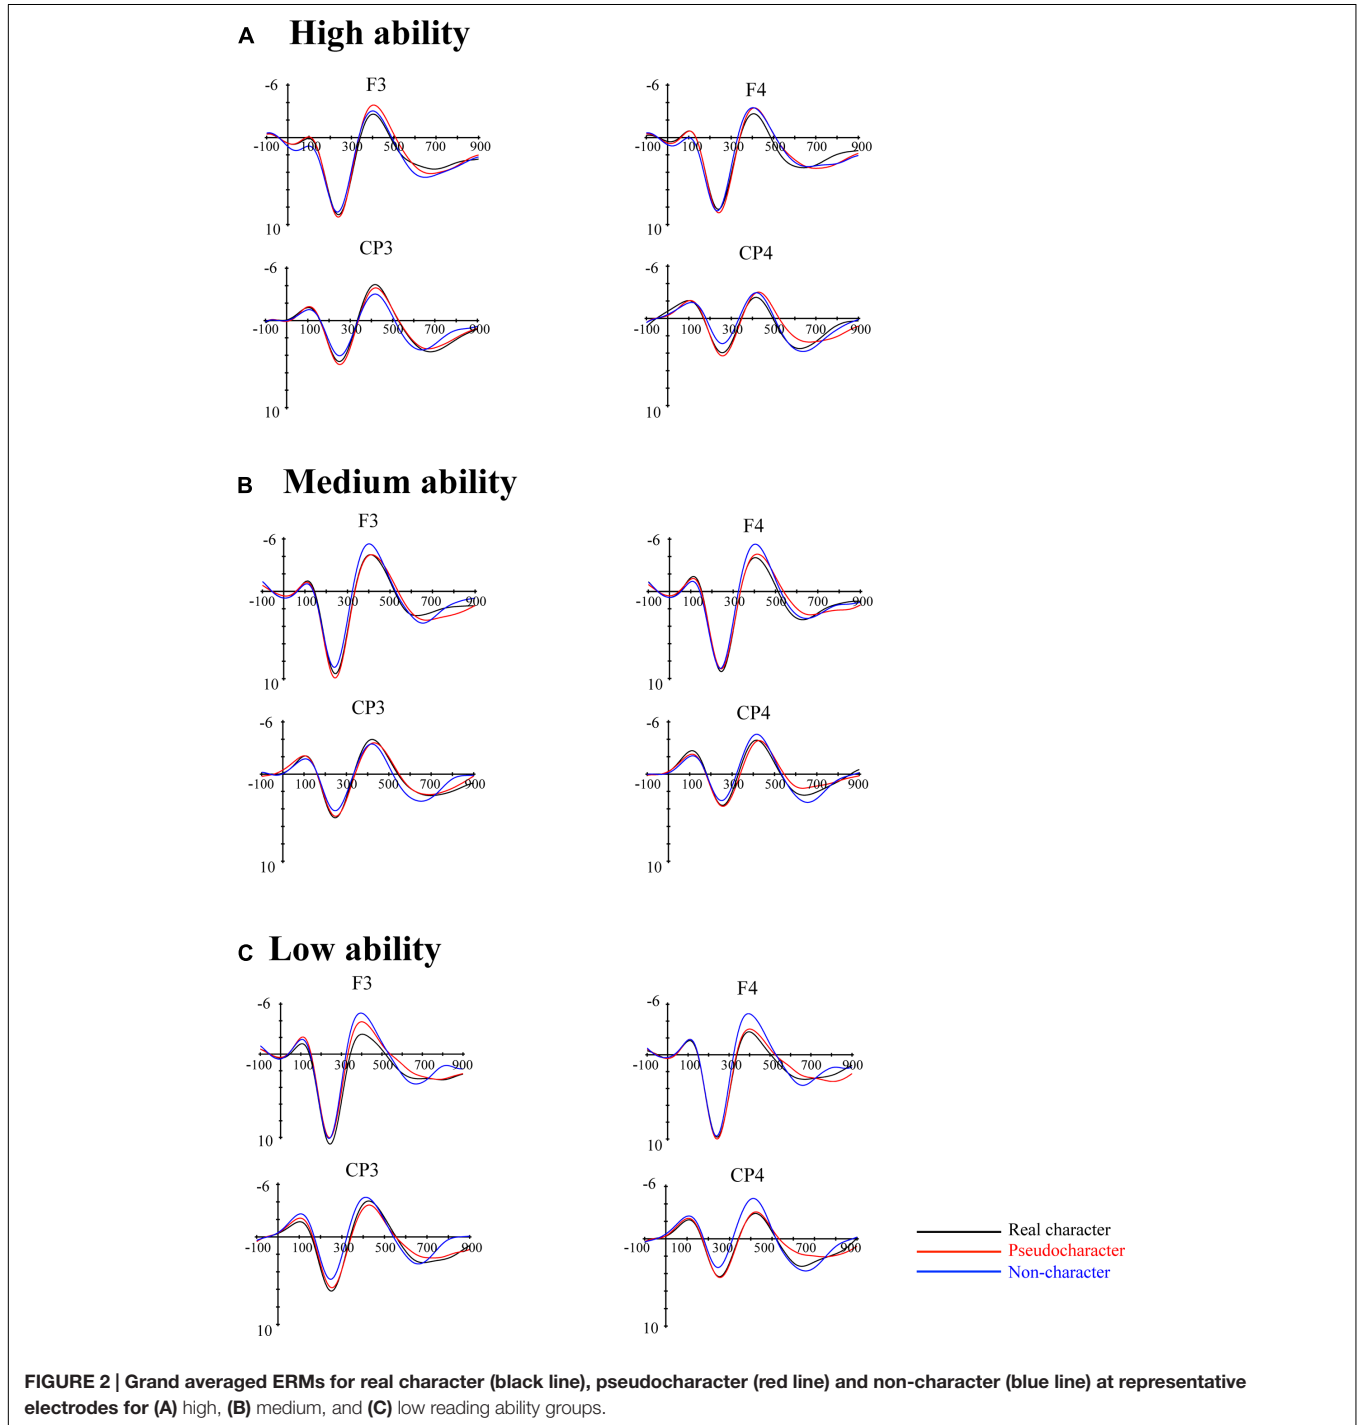 A High ability
F3
F4
-6
-100 100 300 500 700 900
10
-6
-100 100 300 500 700 900
10
CP3
CP4
-6
-100 100 300 500 700 900
10
-6
-100 100 300 500 700 900
10
B Medium ability
F3
F4
-6
-100 100 300 500 700 900
10
-6
-100 100 300 500 700 900
10
CP3
CP4
-6
-100 100 300 500 700 900
10
-6
-100 100 300 500 700 900
10
C Low ability
F3
F4
-6
-100 100 300 500 700 900
10
-6
-100 100 300 500 700 900
10
CP3
CP4
-6
-100 100 300 500 700 900
10
-6
-100 100 300 500 700 900
10
Real character
Pseudocharacter
Non-character
FIGURE 2 | Grand averaged ERMs for real character (black line), pseudocharacter (red line) and non-character (blue line) at representative
electrodes for (A) high, (B) medium, and (C) low reading ability groups.